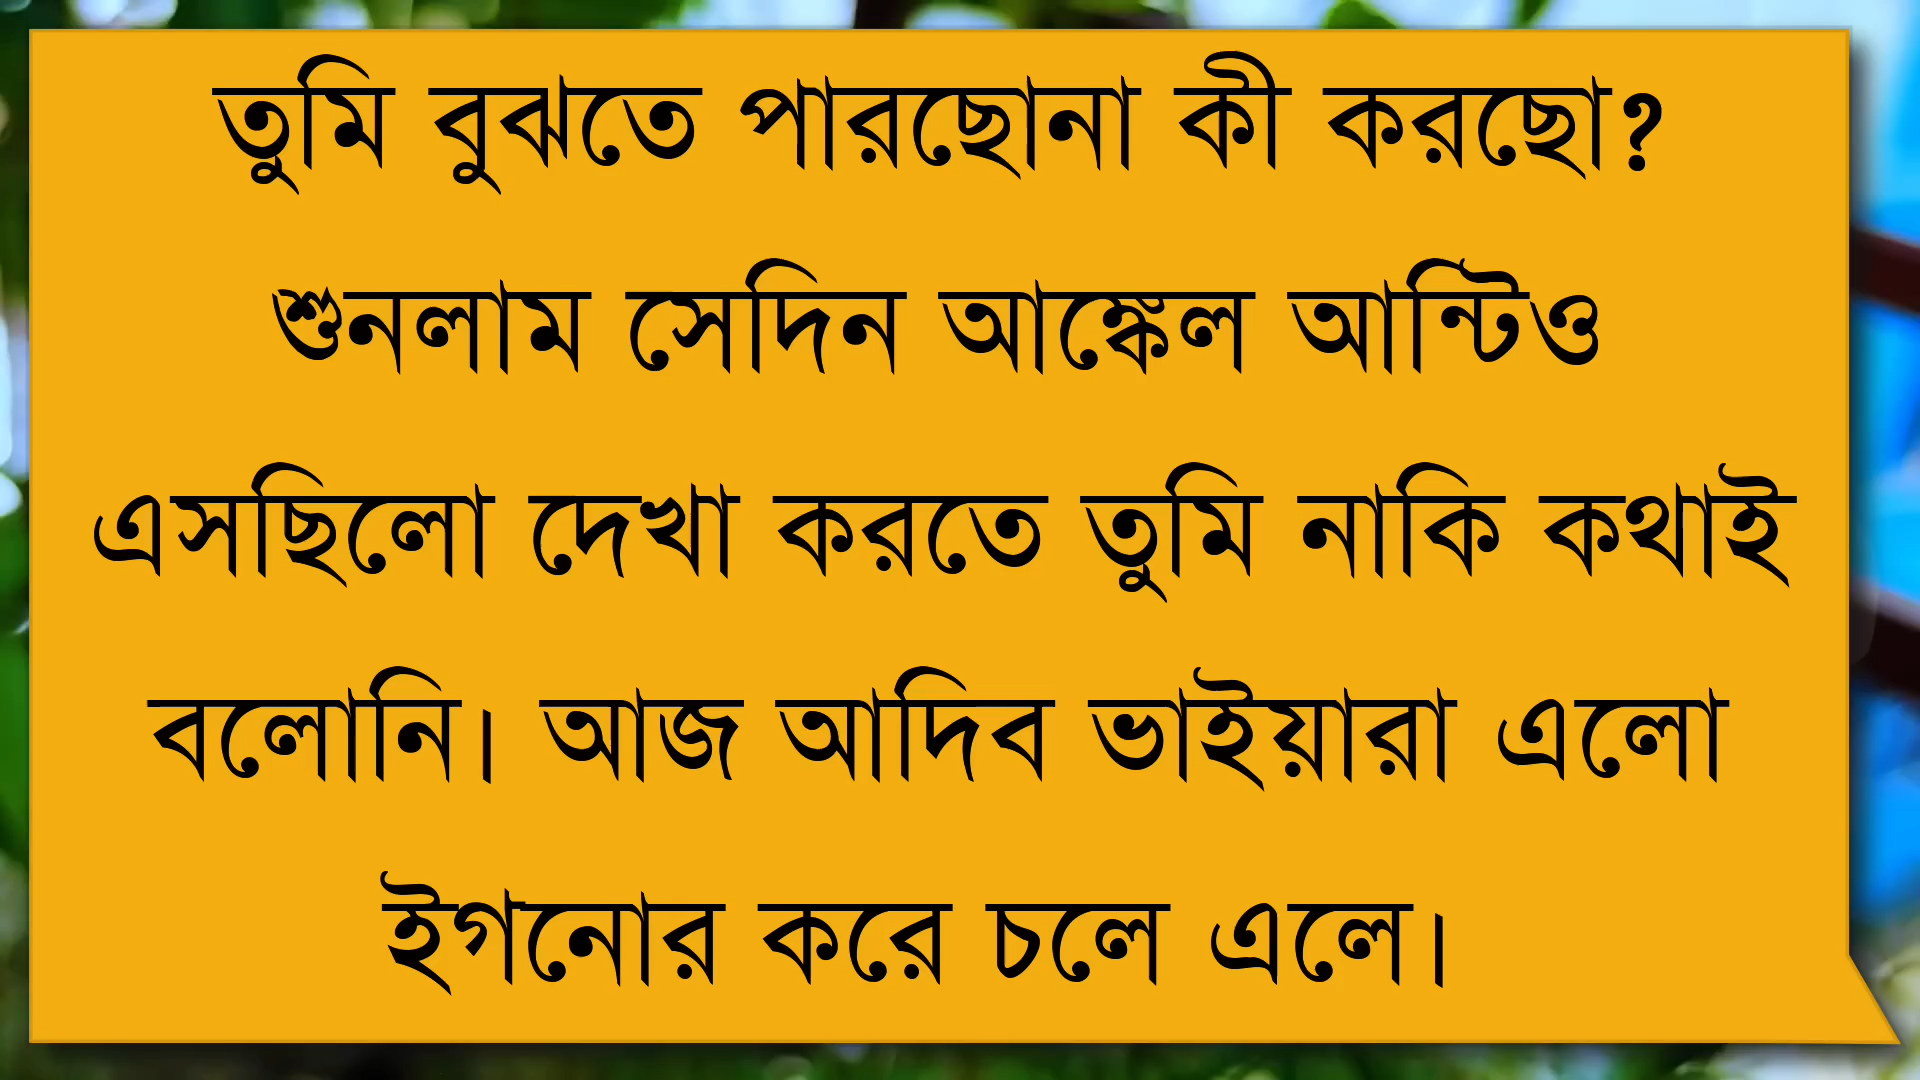 তুমি বুঝতে পারছোনা কী করছো?
শুনলাম সেদিন আঙ্কেল আন্টিও
এসছিলো দেখা করতে তুমি নাকি কথাই
বলোনি। আজ আদিব ভাইয়ারা এলো
ইগনোর করে চলে এলে।